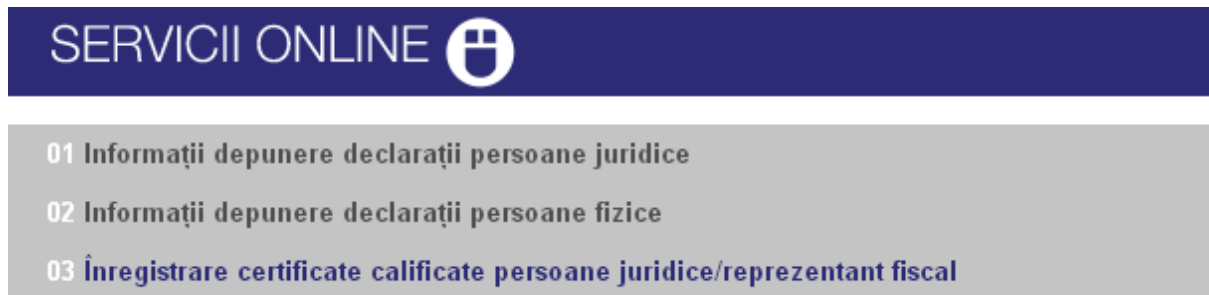 SERVICII ONLINE
01 Informații depunere declarații persoane juridice
02 Informații depunere declarații persoane fizice
03 Înregistrare certificate calificate persoane juridice/reprezentant fiscal